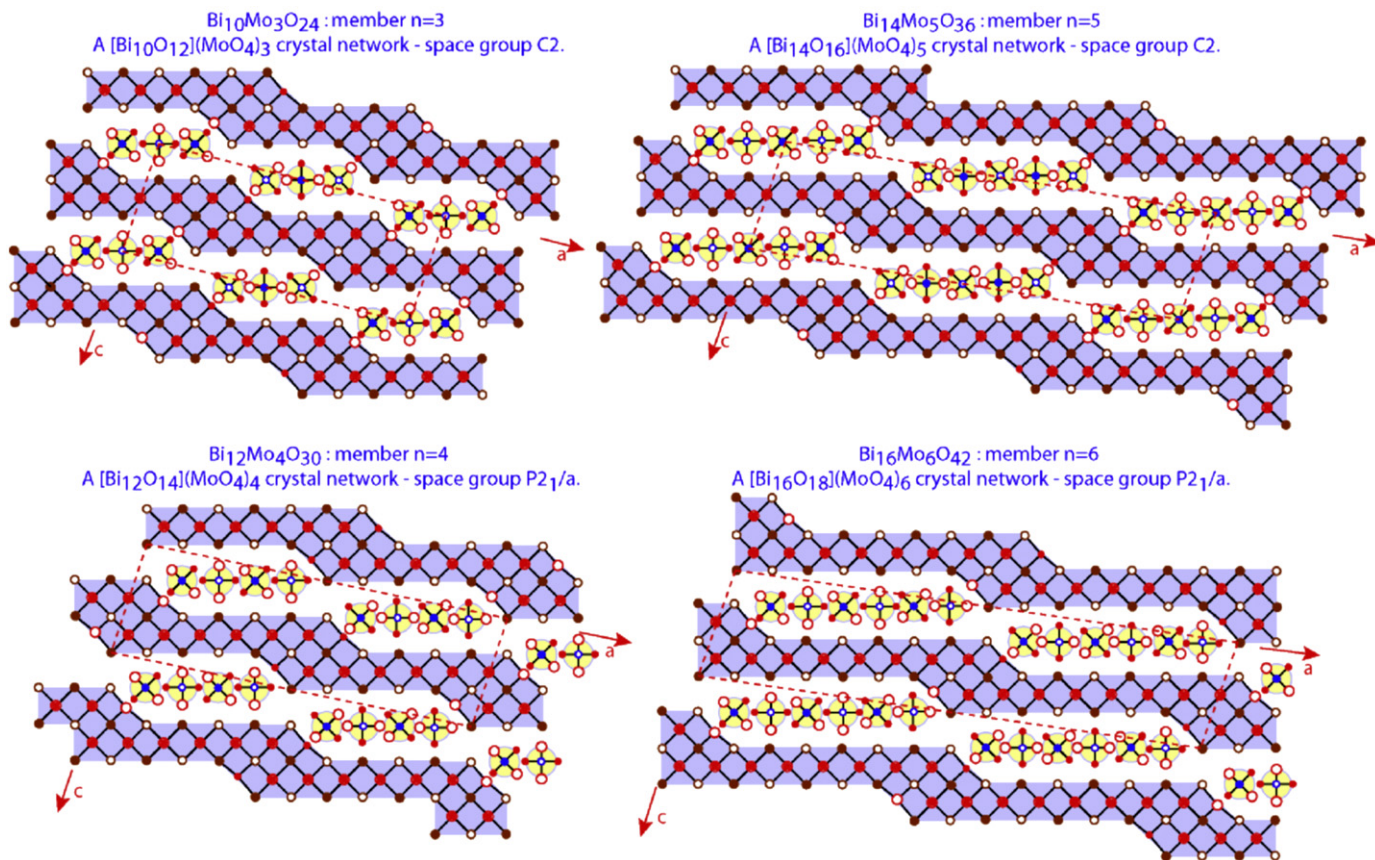 Bi10Mo3O24 : member n=3
A [Bi10O12](MoO4)3 crystal network - space group C2.
Bi14Mo5O36 : member n=5
A [Bi14O16](MoO4)5 crystal network - space group C2.
a
c
a
c
Bi12Mo4O30 : member n=4
A [Bi12O14](MoO4)4 crystal network - space group P21/a.
Bi16Mo6O42 : member n=6
A [Bi16O18](MoO4)6 crystal network - space group P21/a.
a
c
a
c